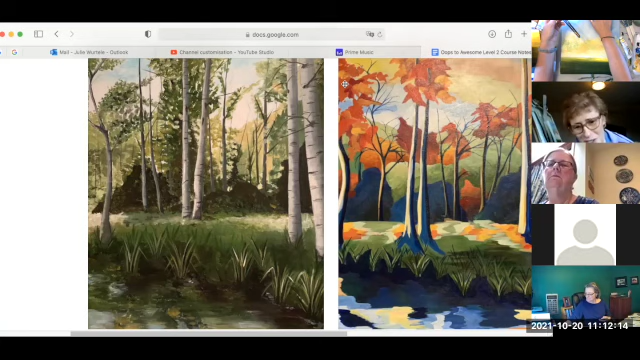 docs.google.com
Mail - Julie Wurtele - Outlook
Channel customisation - YouTube Studio
Prime Music
Oops to Awesome Level 2 Course Notes
2021-10-20 11:12:14